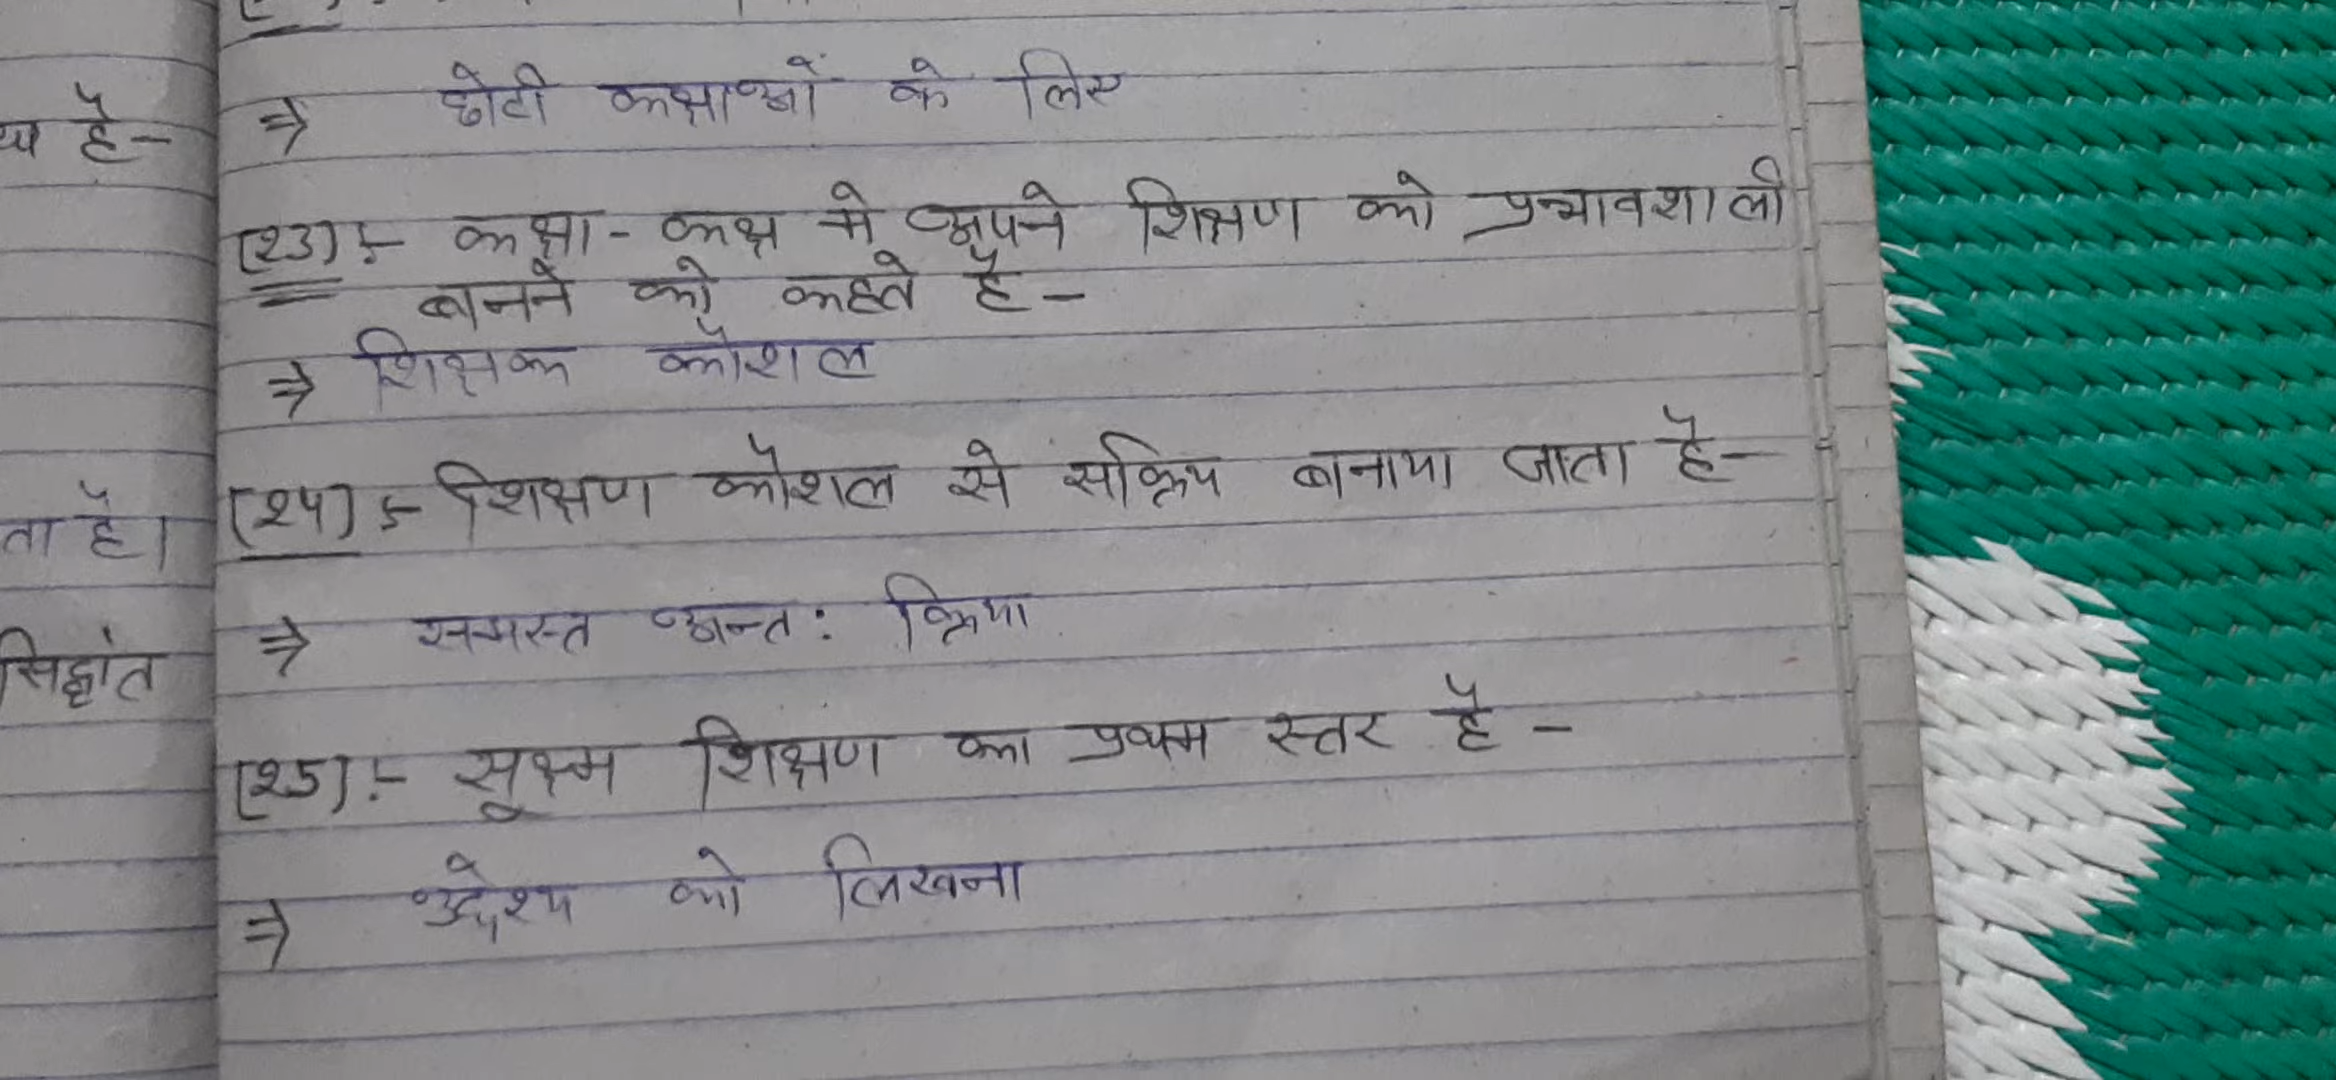 य है-
ता है।
सिद्धांत
⇒ छोटी कक्षाओं के लिए
(23):- कक्षा - कक्ष मे अपने शिक्षण को प्रभावशाली
बनने को कहते है -
⇒ शिक्षक कौशल
(24):- शिक्षण कौशल से सक्रिय बनाया जाता है-
⇒ समस्त अन्त: क्रिया
(25):- सूक्ष्म शिक्षण का प्रथम स्तर है -
⇒ उद्देश्य को लिखना